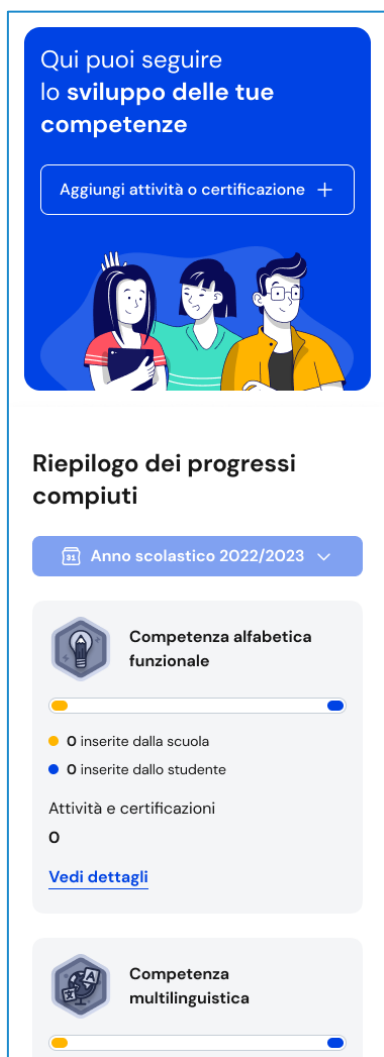 Qui puoi seguire
lo sviluppo delle tue
competenze
Aggiungi attività o certificazione +
Riepilogo dei progressi
compiuti
31 Anno scolastico 2022/2023
Competenza alfabetica
funzionale
0 inserite dalla scuola
0 inserite dallo studente
Attività e certificazioni
0
Vedi dettagli
A
Competenza
multilinguistica